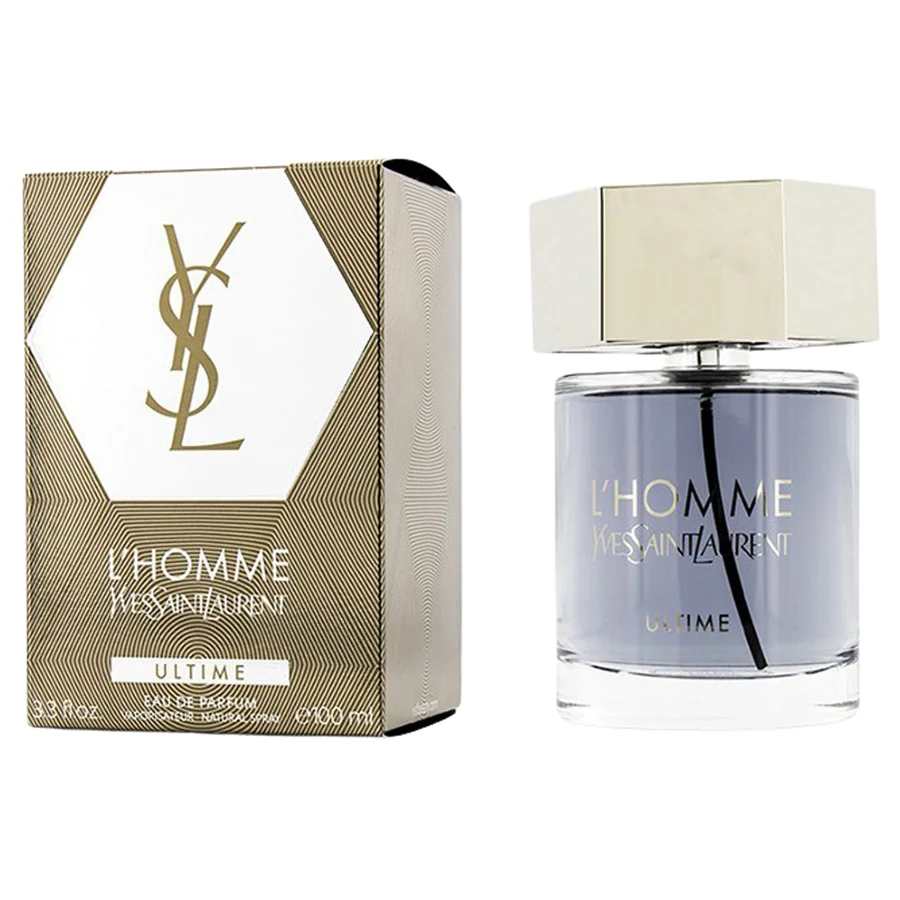 YSL
L'HOMME
YVESSAINTLAURENT
ULTIME
EAU DE PARFUM
VAPORISATEUR - NATURAL SPRAY
3.3 fl oz
e 100 ml
L'HOMME
YVESSAINTLAURENT
ULTIME